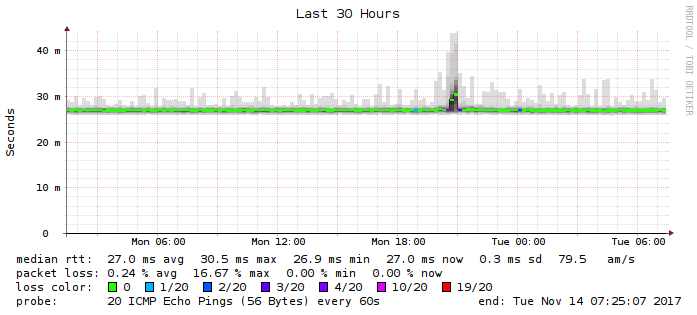 Last 30 Hours
RRDTOOL / TOBI OETIKER
Seconds
40 m
30 m
20 m
10 m
0
Mon 06:00 Mon 12:00 Mon 18:00 Tue 00:00 Tue 06:00
median rtt: 27.0 ms avg 30.5 ms max 26.9 ms min 27.0 ms now 0.3 ms sd 79.5 am/s
packet loss: 0.24 % avg 16.67 % max 0.00 % min 0.00 % now
loss color: 0 1/20 2/20 3/20 4/20 10/20 19/20
probe: 20 ICMP Echo Pings (56 Bytes) every 60s end: Tue Nov 14 07:25:07 2017